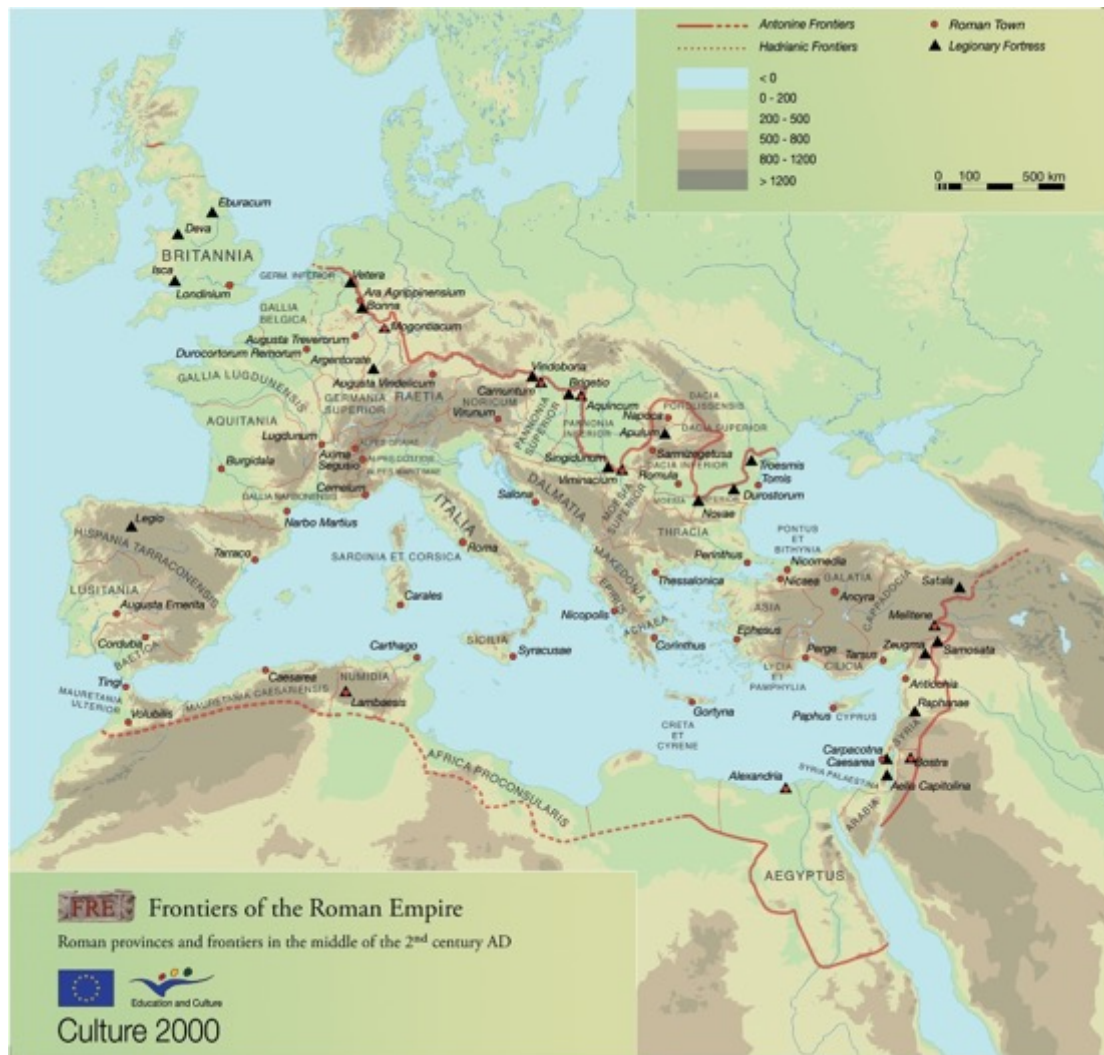 Antonine Frontiers
Hadrianic Frontiers
Roman Town
Legionary Fortress
< 0
0 - 200
200 - 500
500 - 800
800 - 1200
> 1200
0 100 500 km
Eburacum
Deva
BRITANNIA
Isca
Londinium
GERM. INFERIOR
Vetera
Ara Agrippinensium
Bonna
GALLIA
BELGICA
Mogontiacum
Augusta Treverorum
Durocortorum Remorum
Argentorate
GALLIA LUGDUNENSIS
Augusta Vindelicum
GERMANIA
SUPERIOR
RAETIA
NORICUM
Virunum
Vindobona
Carnuntum
Brigetio
Aquincum
PANNONIA
SUPERIOR
PANNONIA
INFERIOR
DACIA
POROLISSENSIS
Napoca
DACIA SUPERIOR
Apulum
Sarmizegetusa
DACIA INFERIOR
Romula
Singidunum
Viminacium
MOESIA
SUPERIOR
Troesmis
Tomis
Durostorum
Novae
AQUITANIA
Lugdunum
Burgidala
Axima
Segusio
ALPES MARITIMAE
Cemelum
GALLIA NARBONENSIS
Narbo Martius
Legio
HISPANIA TARRACONENSIS
Tarraco
LUSITANIA
Augusta Emerita
Corduba
BAETICA
ITALIA
Roma
SARDINIA ET CORSICA
Carales
SICILIA
Syracusae
DALMATIA
Salona
THRACIA
Perinthus
MAKEDONIA
Thessalonica
EPIRUS
Nicopolis
ACHAEA
Corinthus
PONTUS
ET
BITHYNIA
Nicomedia
Nicaea
GALATIA
Ancyra
CAPPADOCIA
Satala
Melitene
Samosata
Zeugma
ASIA
Ephesus
LYCIA
ET
PAMPHYLIA
Perge
CILICIA
Tarsus
Antiochia
Raphanae
SYRIA
Paphus
CYPRUS
Gortyna
CRETA
ET
CYRENE
Carpacotna
Caesarea
SYRIA PALAESTINA
Bostra
Aelia Capitolina
ARABIA
Alexandria
AEGYPTUS
Tingi
MAURETANIA
ULTERIOR
Volubilis
Caesarea
MAURETANIA CAESARIENSIS
NUMIDIA
Lambaesis
Carthago
AFRICA PROCONSULARIS
FRE Frontiers of the Roman Empire
Roman provinces and frontiers in the middle of the 2nd century AD
Education and Culture
Culture 2000